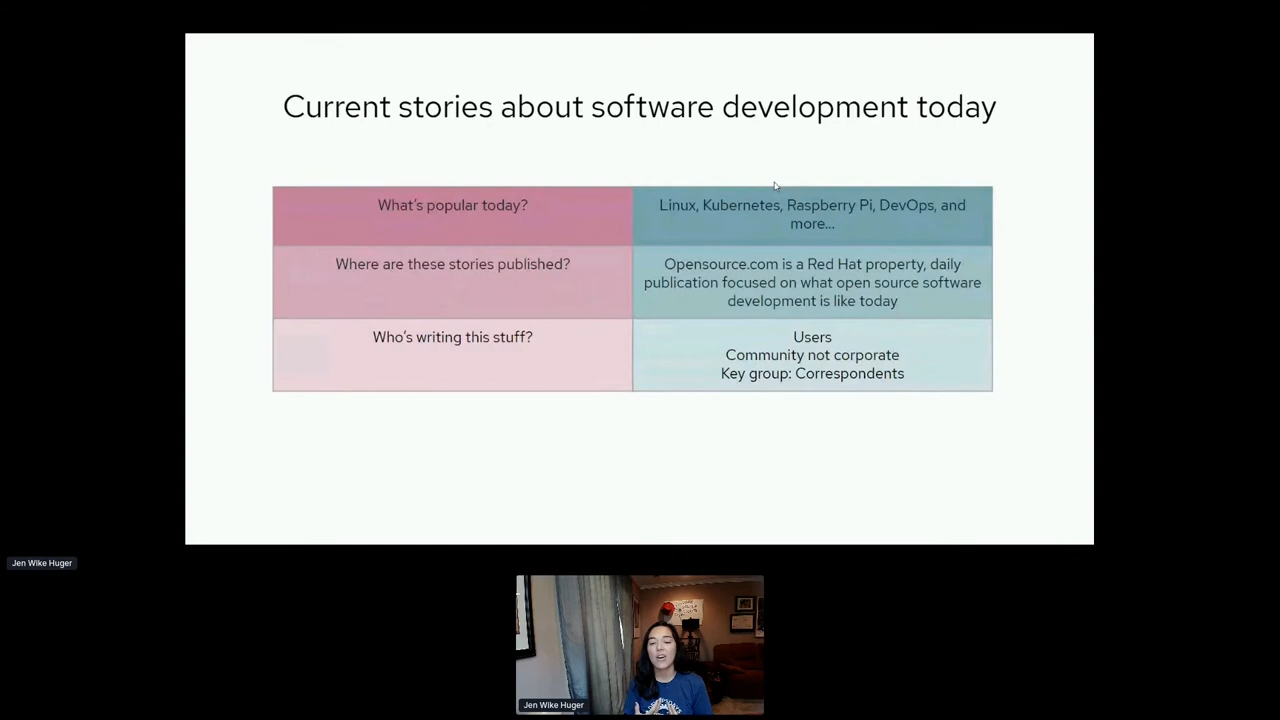 Current stories about software development today
What's popular today?
Linux, Kubernetes, Raspberry Pi, DevOps, and
more...
Where are these stories published?
Opensource.com is a Red Hat property, daily
publication focused on what open source software
development is like today
Who's writing this stuff?
Users
Community not corporate
Key group: Correspondents
Jen Wike Huger
Jen Wike Huger